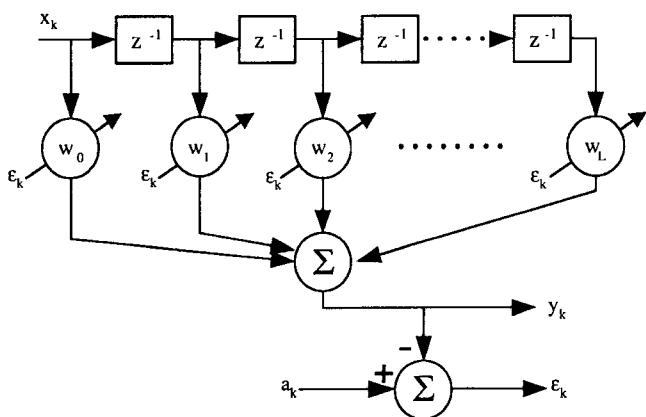 x_k z^{-1} z^{-1} z^{-1} ...... z^{-1}
w_0 w_1 w_2 ........ w_L
ε_k ε_k ε_k ε_k
Σ
y_k
-
a_k + Σ ε_k